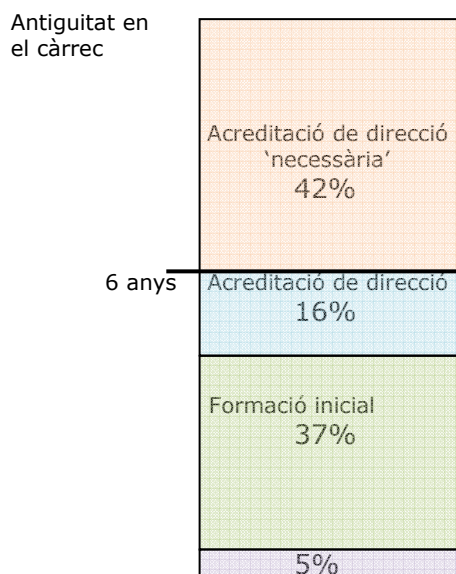 Antiguitat en
el càrrec
Acreditació de direcció
‘necessària’
42%
6 anys
Acreditació de direcció
16%
Formació inicial
37%
5%